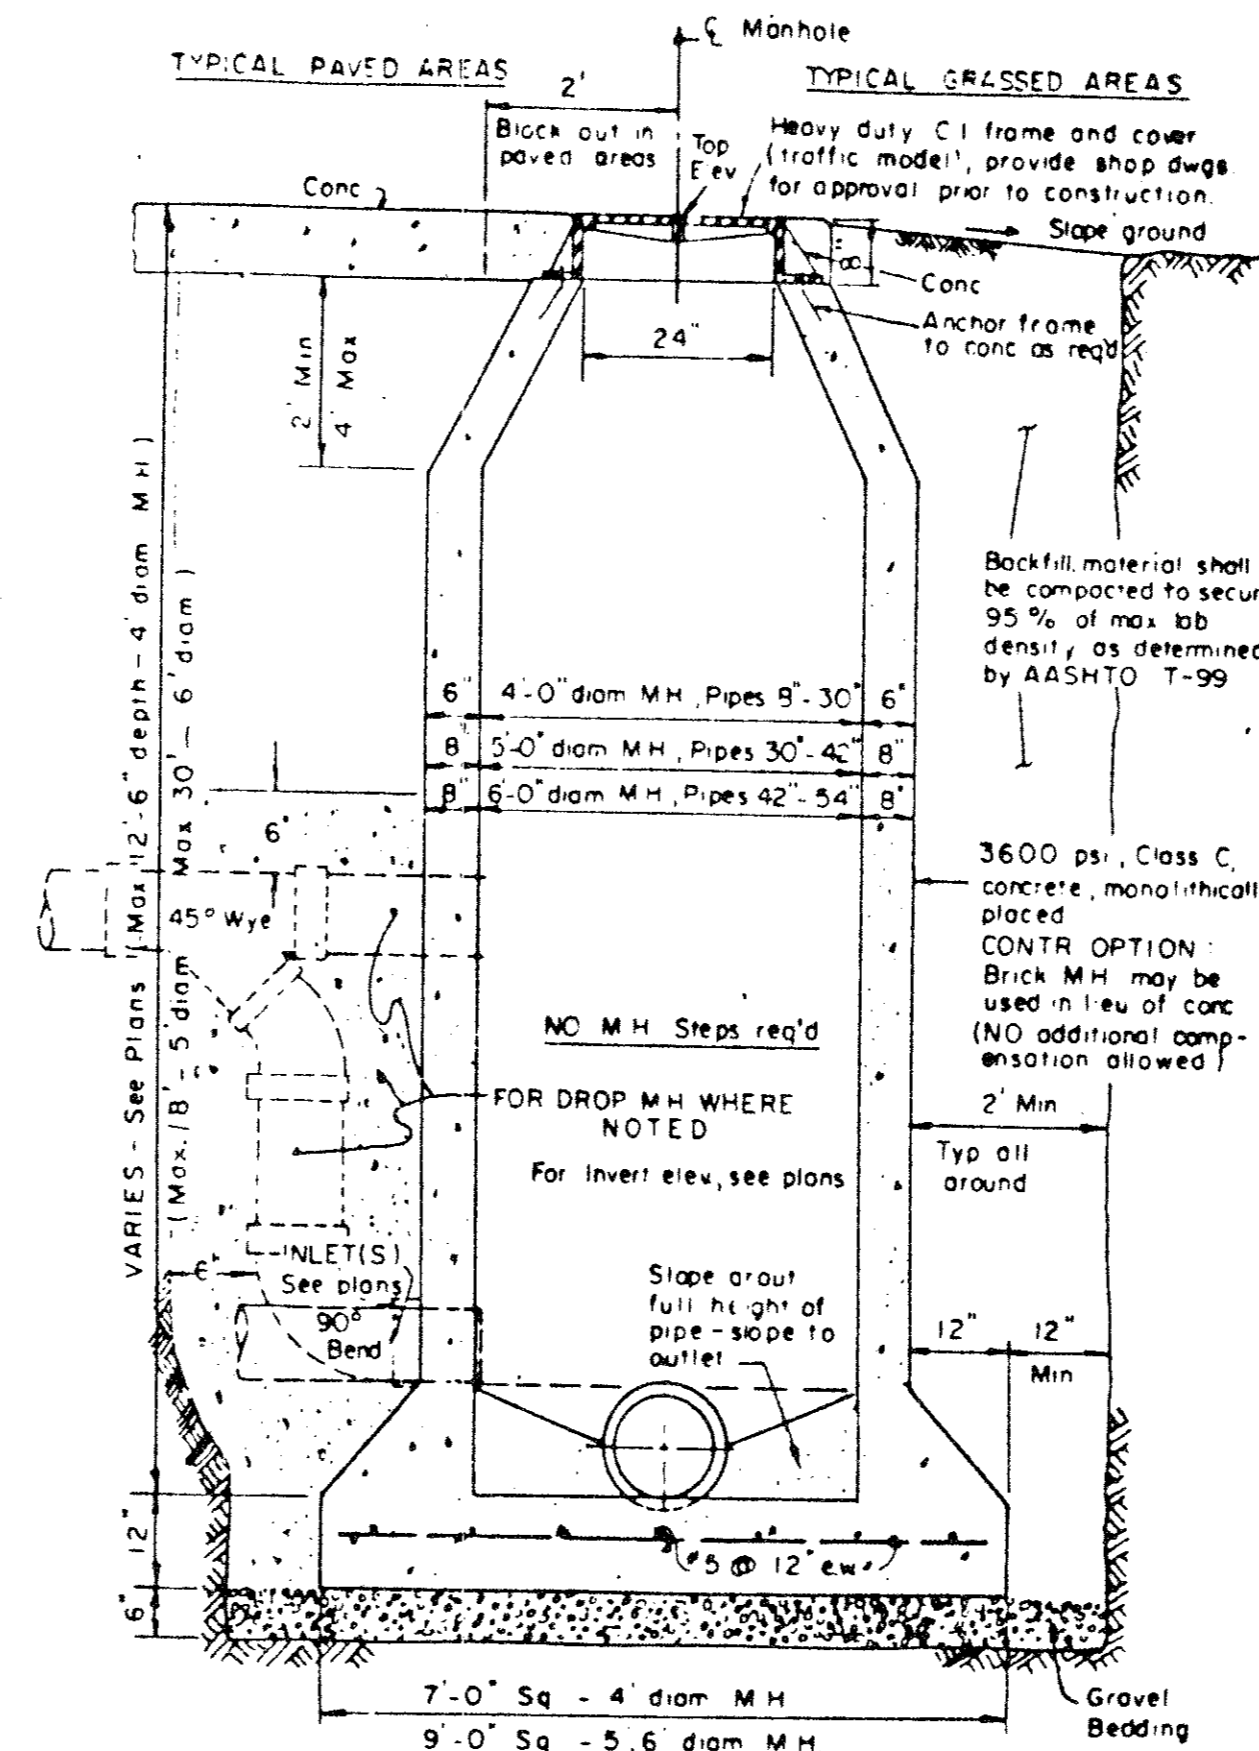 ℄ Manhole
TYPICAL PAVED AREAS
TYPICAL GRASSED AREAS
2'
Block out in
paved areas
Top
Elev
Heavy duty C I frame and cover
(traffic model), provide shop dwgs.
for approval prior to construction.
Conc
Slope ground
8"
Conc
Anchor frame
to conc as req'd
24"
2' Min
4' Max
VARIES - See Plans (Max 12'-6" depth - 4' diam M H)
(Max. 18' - 5' diam Max 30' - 6' diam)
Backfill material shall
be compacted to secur
95 % of max lab
density as determined
by AASHTO T-99
6" 4'-0" diam MH, Pipes 8"-30" 6"
8" 5'-0" diam MH, Pipes 30"-42" 8"
8" 6'-0" diam MH, Pipes 42"-54" 8"
6"
45° Wye
3600 psi, Class C,
concrete, monolithicall
placed
CONTR OPTION :
Brick MH may be
used in lieu of conc
(NO additional comp-
ensation allowed)
NO M H Steps req'd
FOR DROP MH WHERE
NOTED
For Invert elev, see plans
2' Min
Typ all
around
6"
INLET(S)
See plans
90°
Bend
Slope grout
full height of
pipe - slope to
outlet
12" 12"
Min
12"
#5 @ 12" e.w.
6"
7'-0" Sq - 4' diam M H
9'-0" Sq - 5', 6' diam M H
Gravel
Bedding